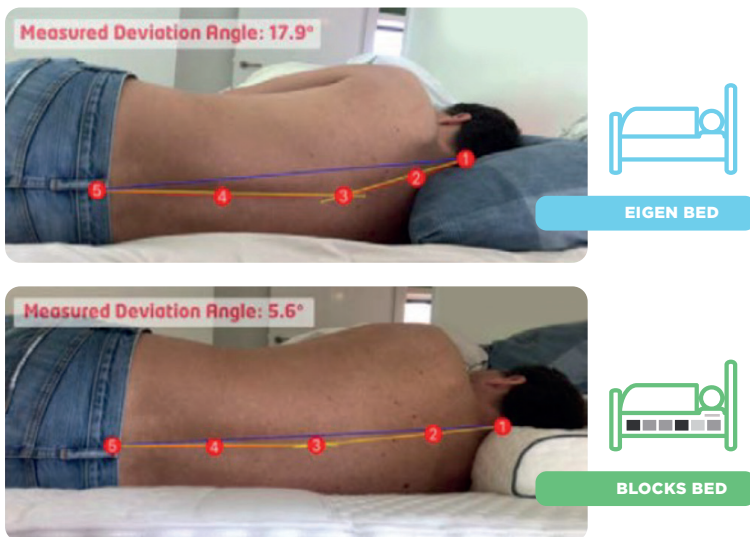 Measured Deviation Angle: 17.9°
1
2
3
4
5
EIGEN BED
Measured Deviation Angle: 5.6°
1
2
3
4
5
BLOCKS BED